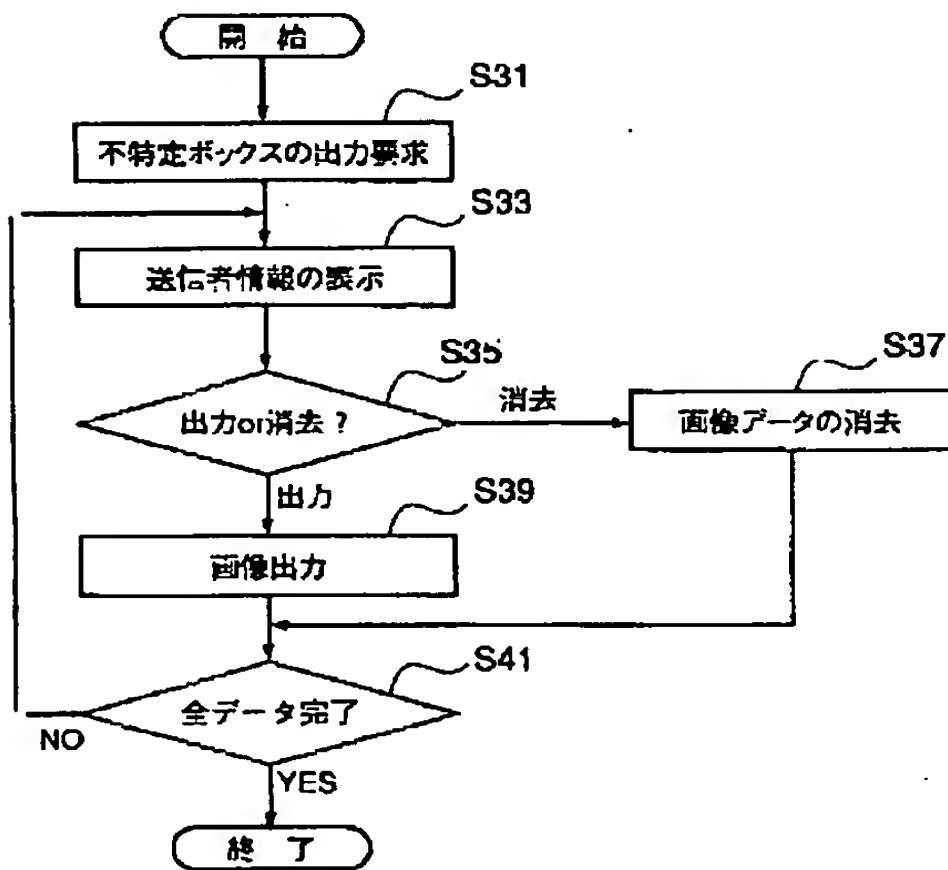 開 始
S31
不特定ボックスの出力要求
S33
送信者情報の表示
S35
出力or消去？
消去
S37
画像データの消去
出力
S39
画像出力
S41
全データ完了
NO
YES
終 了